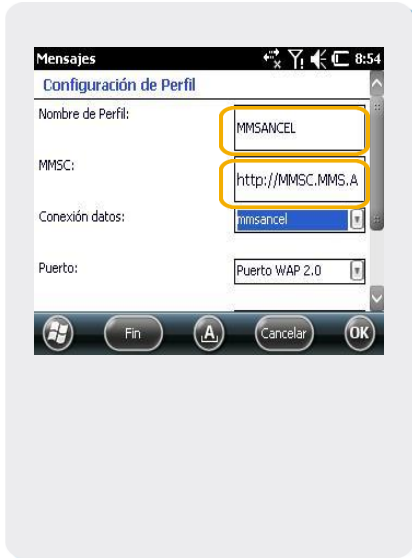 Mensajes 8:54
Configuración de Perfil
Nombre de Perfil: MMSANCEL
MMSC: http://MMSC.MMS.A
Conexión datos: mmsancel
Puerto: Puerto WAP 2.0
Fin A Cancelar OK